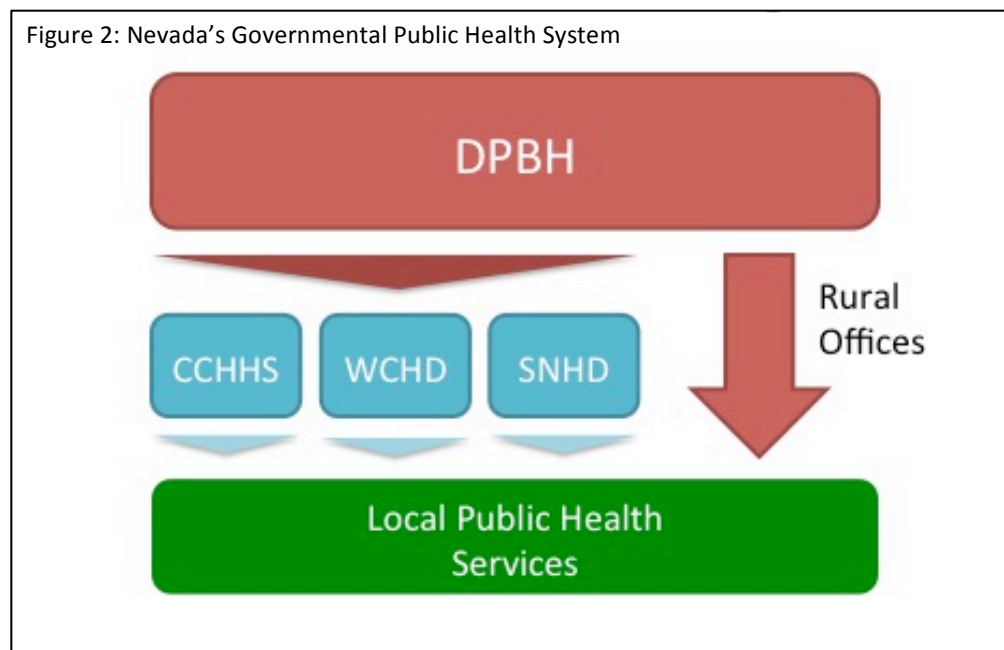 Figure 2: Nevada’s Governmental Public Health System
DPBH
Rural
Offices
CCHHS
WCHD
SNHD
Local Public Health
Services